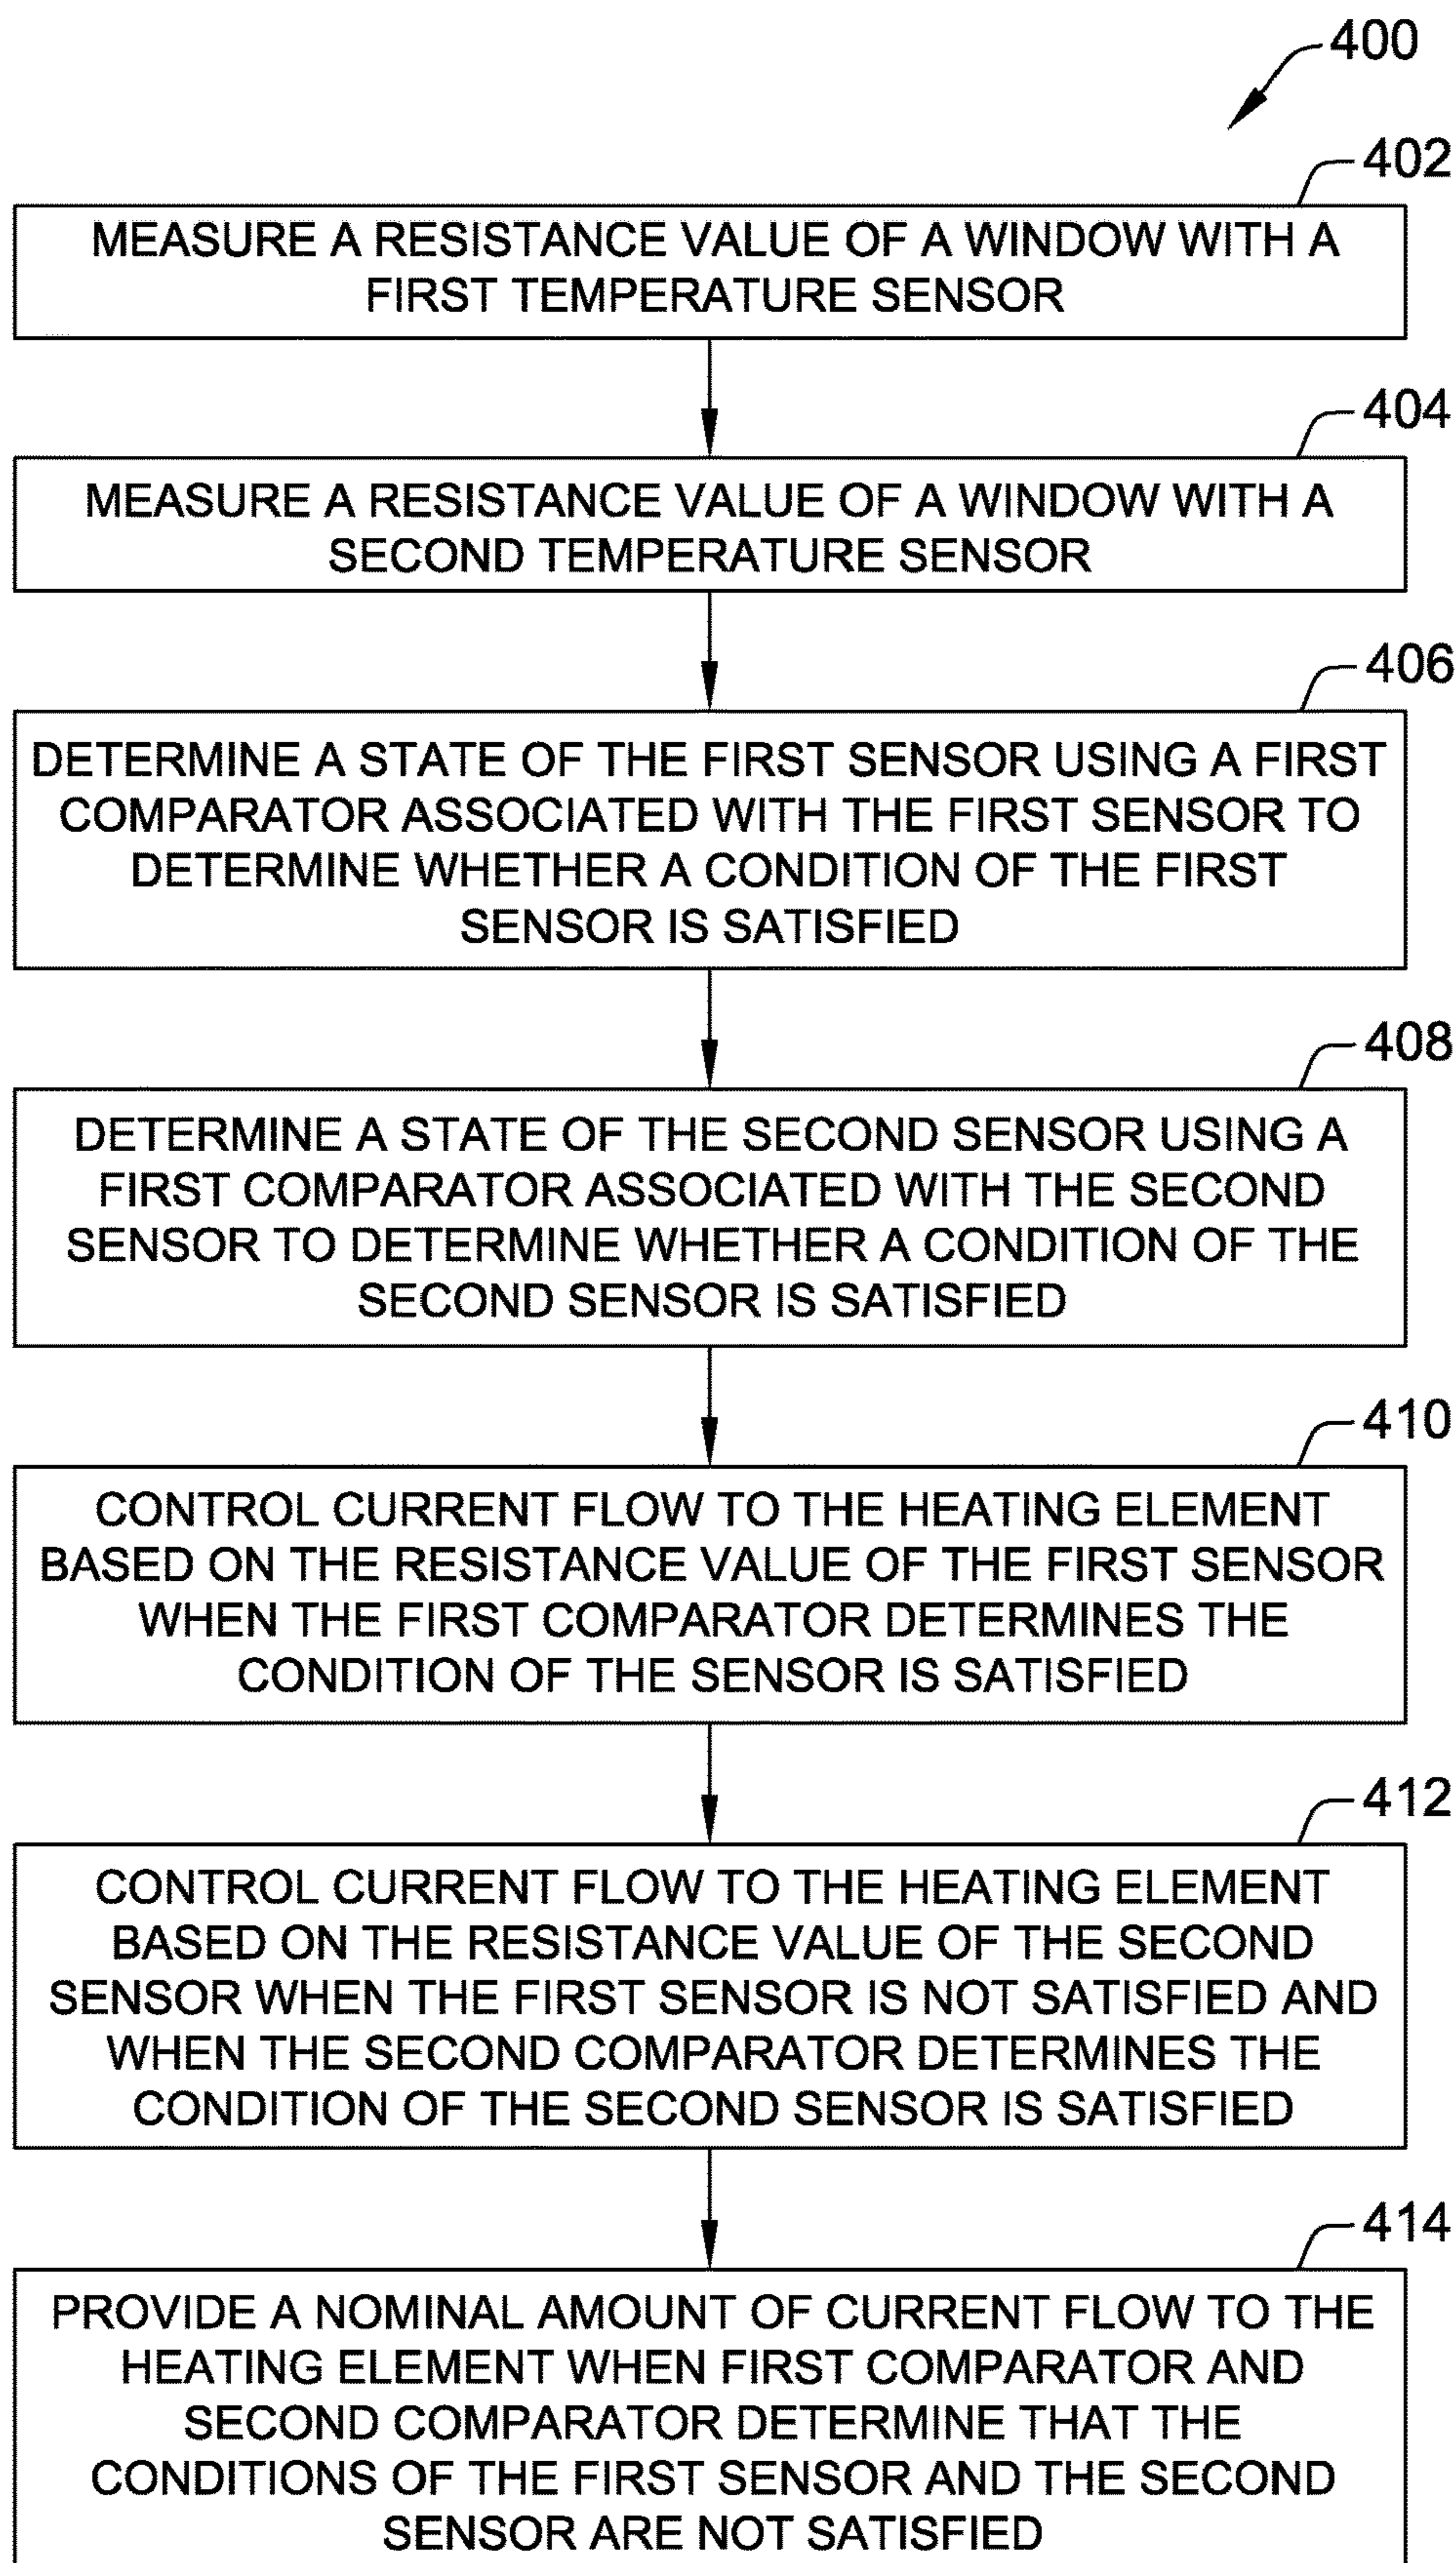 400
402
MEASURE A RESISTANCE VALUE OF A WINDOW WITH A
FIRST TEMPERATURE SENSOR
404
MEASURE A RESISTANCE VALUE OF A WINDOW WITH A
SECOND TEMPERATURE SENSOR
406
DETERMINE A STATE OF THE FIRST SENSOR USING A FIRST
COMPARATOR ASSOCIATED WITH THE FIRST SENSOR TO
DETERMINE WHETHER A CONDITION OF THE FIRST
SENSOR IS SATISFIED
408
DETERMINE A STATE OF THE SECOND SENSOR USING A
FIRST COMPARATOR ASSOCIATED WITH THE SECOND
SENSOR TO DETERMINE WHETHER A CONDITION OF THE
SECOND SENSOR IS SATISFIED
410
CONTROL CURRENT FLOW TO THE HEATING ELEMENT
BASED ON THE RESISTANCE VALUE OF THE FIRST SENSOR
WHEN THE FIRST COMPARATOR DETERMINES THE
CONDITION OF THE SENSOR IS SATISFIED
412
CONTROL CURRENT FLOW TO THE HEATING ELEMENT
BASED ON THE RESISTANCE VALUE OF THE SECOND
SENSOR WHEN THE FIRST SENSOR IS NOT SATISFIED AND
WHEN THE SECOND COMPARATOR DETERMINES THE
CONDITION OF THE SECOND SENSOR IS SATISFIED
414
PROVIDE A NOMINAL AMOUNT OF CURRENT FLOW TO THE
HEATING ELEMENT WHEN FIRST COMPARATOR AND
SECOND COMPARATOR DETERMINE THAT THE
CONDITIONS OF THE FIRST SENSOR AND THE SECOND
SENSOR ARE NOT SATISFIED